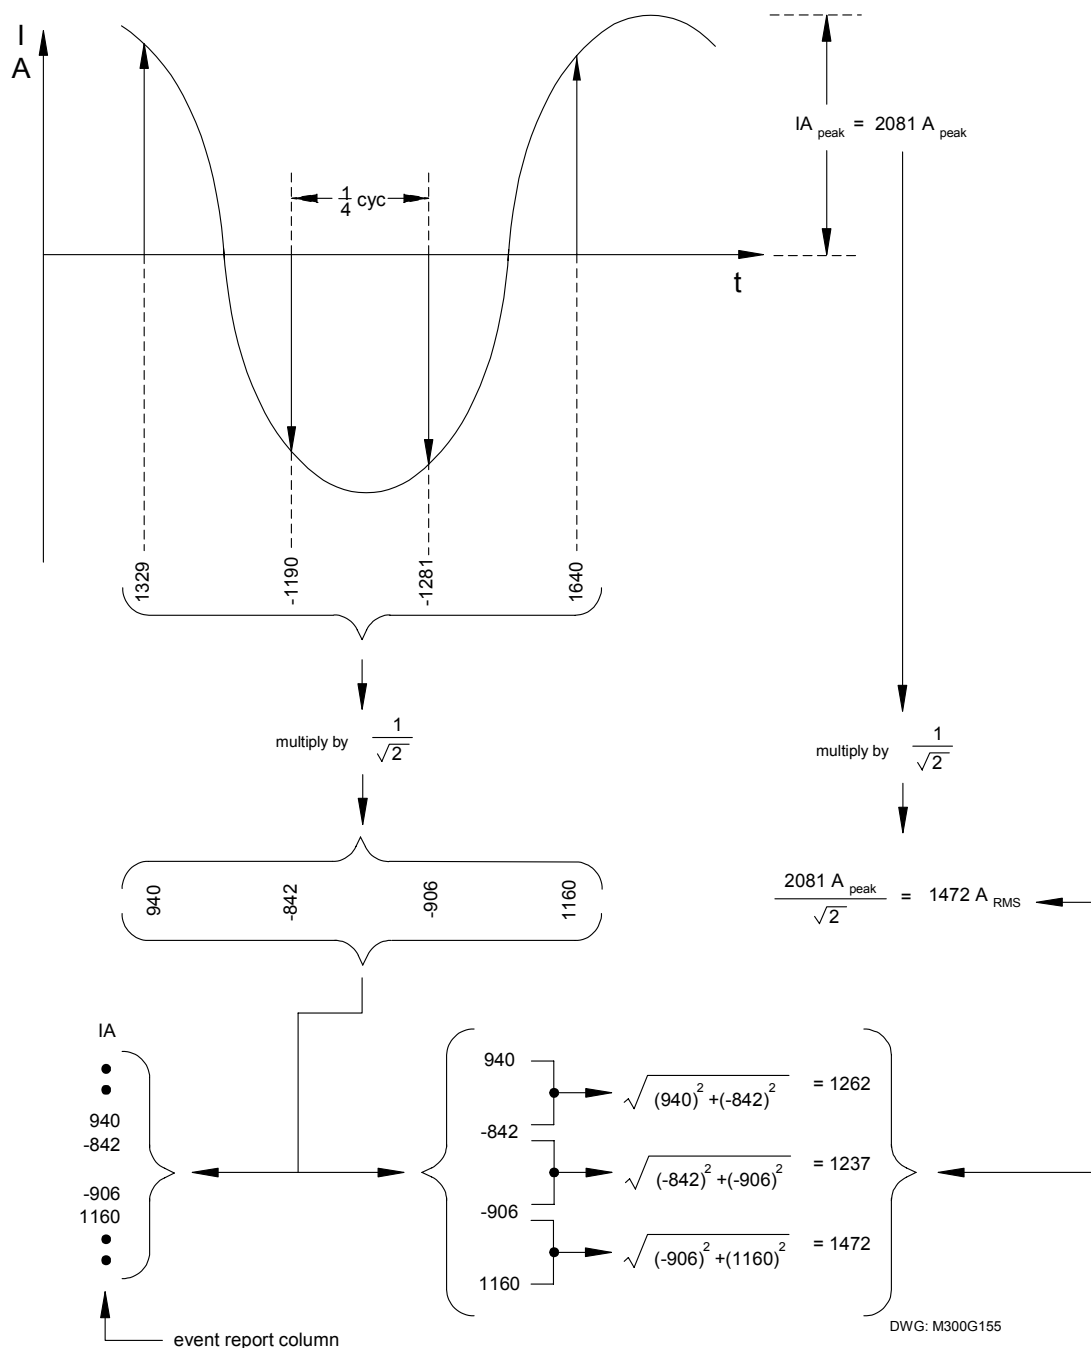 I
A
IA peak = 2081 A peak
1/4 cyc
t
1329
-1190
-1281
1640
multiply by 1/√2
multiply by 1/√2
940
-842
-906
1160
2081 A peak / √2 = 1472 A RMS
IA
940
-842
-906
1160
940
-842
-906
1160
√(940)² +(-842)² = 1262
√(-842)² +(-906)² = 1237
√(-906)² +(1160)² = 1472
event report column
DWG: M300G155